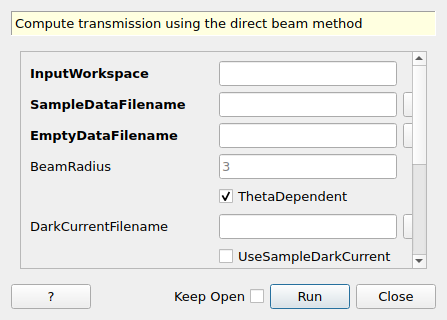 Compute transmission using the direct beam method
InputWorkspace
SampleDataFilename
EmptyDataFilename
BeamRadius 3
ThetaDependent
DarkCurrentFilename
UseSampleDarkCurrent
? Keep Open Run Close